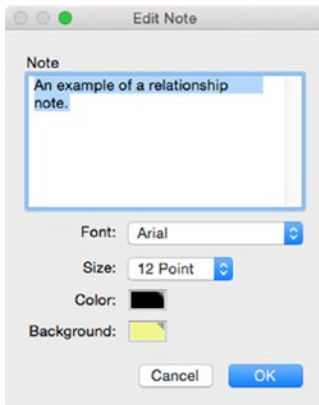 Edit Note
Note
An example of a relationship
note.
Font: Arial
Size: 12 Point
Color:
Background:
Cancel OK